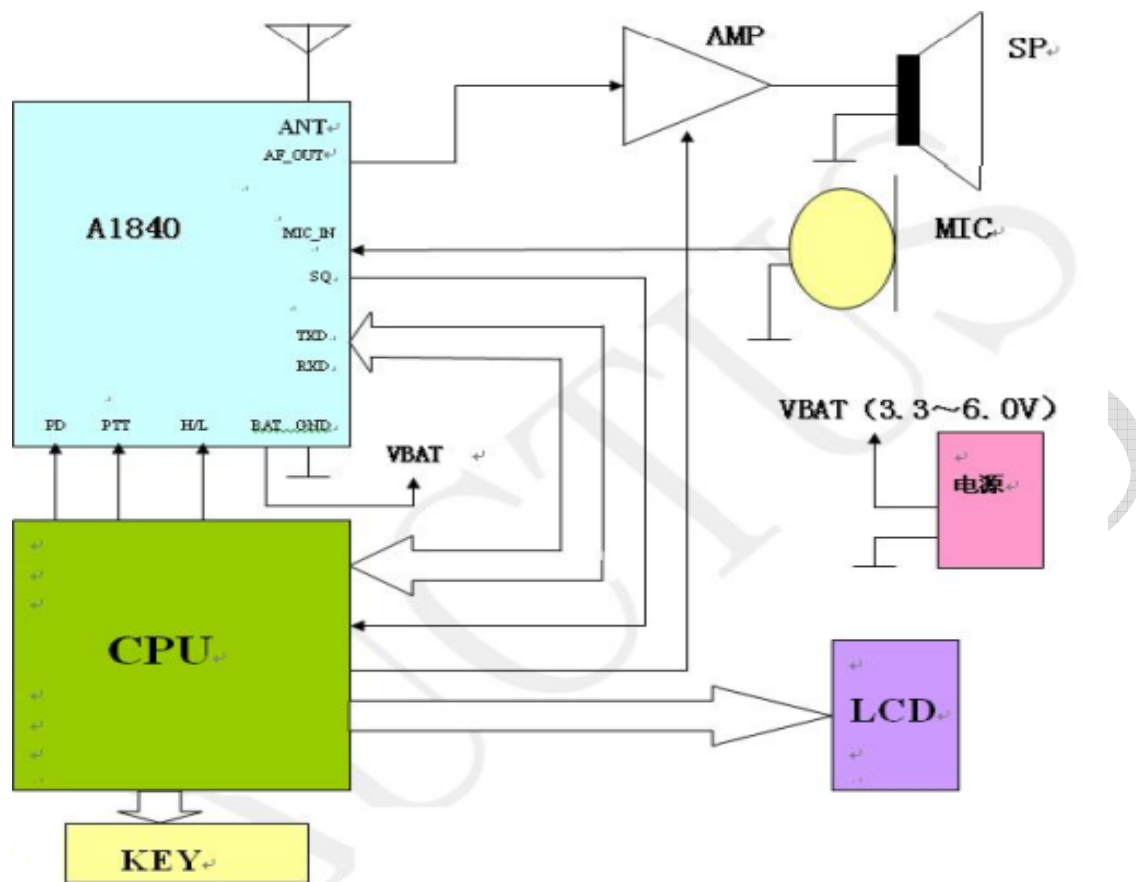 AMP
SP
ANT
AF_OUT
A1840
MIC_IN
MIC
SQ
TXD
RXD
VBAT (3.3~6.0V)
PD PTT H/L BAT GND
VBAT
电源
CPU
LCD
KEY